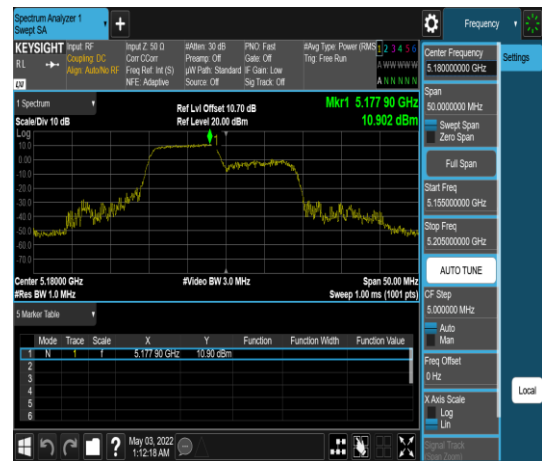 Spectrum Analyzer 1
Swept SA
+
Frequency
KEYSIGHT
RL
LXI
Input: RF
Coupling: DC
Align: Auto/No RF
Input Z: 50 Ω
Corr CCorr
Freq Ref: Int (S)
NFE: Adaptive
#Atten: 30 dB
Preamp: Off
µW Path: Standard
Source: Off
PNO: Fast
Gate: Off
IF Gain: Low
Sig Track: Off
#Avg Type: Power (RMS
Trig: Free Run
1 2 3 4 5 6
A W W W W W
A N N N N N
1 Spectrum
Scale/Div 10 dB
Ref Lvl Offset 10.70 dB
Ref Level 20.00 dBm
Mkr1 5.177 90 GHz
10.902 dBm
Log
10.0
0.00
-10.0
-20.0
-30.0
-40.0
-50.0
-60.0
-70.0
1
Center 5.18000 GHz
#Res BW 1.0 MHz
#Video BW 3.0 MHz
Span 50.00 MHz
Sweep 1.00 ms (1001 pts)
5 Marker Table
Mode Trace Scale X Y Function Function Width Function Value
1 N 1 f 5.177 90 GHz 10.90 dBm
2
3
4
5
6
May 03, 2022
1:12:18 AM
Center Frequency
5.180000000 GHz
Span
50.0000000 MHz
Swept Span
Zero Span
Full Span
Start Freq
5.155000000 GHz
Stop Freq
5.205000000 GHz
AUTO TUNE
CF Step
5.000000 MHz
Auto
Man
Freq Offset
0 Hz
X Axis Scale
Log
Lin
Signal Track
(Span Zoom)
Settings
Local